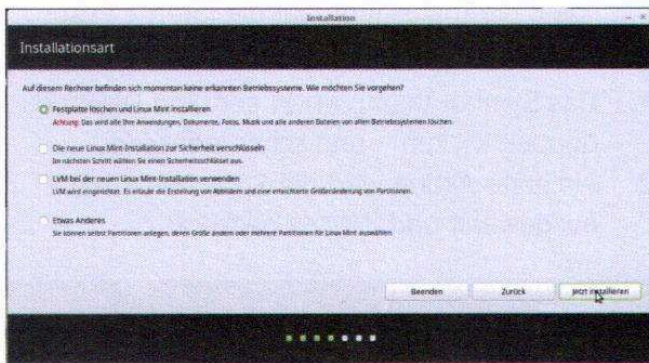 Installation
Installationsart
Auf diesem Rechner befinden sich momentan keine erkannten Betriebssysteme. Wie möchten Sie vorgehen?
Festplatte löschen und Linux Mint installieren
Achtung: Das wird alle Ihre Anwendungen, Dokumente, Fotos, Musik und alle anderen Dateien von allen Betriebssystemen löschen.
Die neue Linux Mint-Installation zur Sicherheit verschlüsseln
Im nächsten Schritt wählen Sie einen Sicherheitsschlüssel aus.
LVM bei der neuen Linux Mint-Installation verwenden
LVM wird eingerichtet. Es erlaubt die Erstellung von Abbildern und eine erleichterte Größenänderung von Partitionen.
Etwas Anderes
Sie können selbst Partitionen anlegen, deren Größe ändern oder mehrere Partitionen für Linux Mint auswählen.
Beenden
Zurück
Jetzt installieren